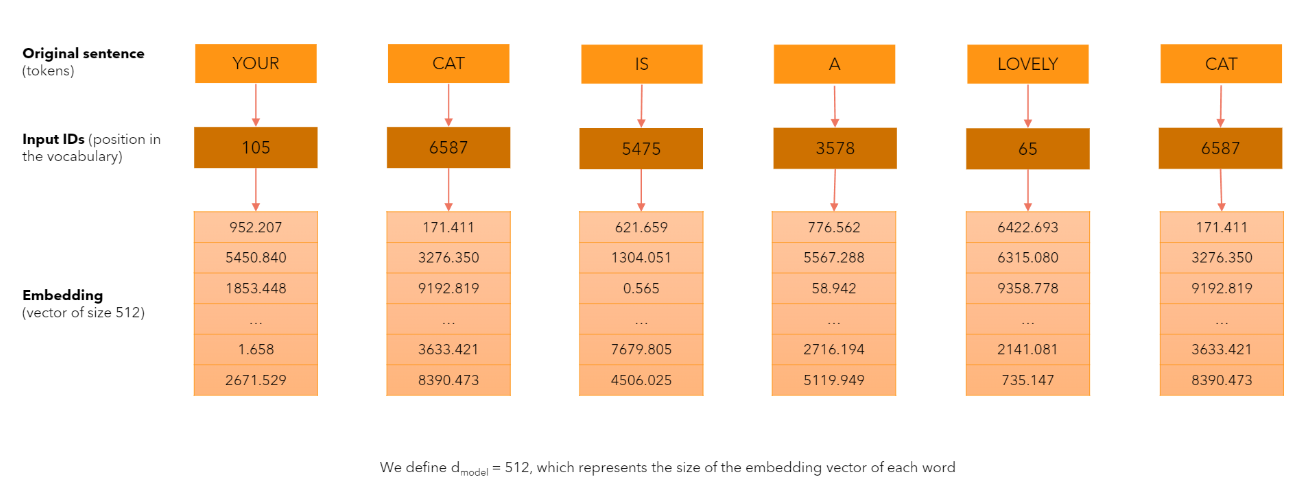 Original sentence
(tokens)
YOUR CAT IS A LOVELY CAT
Input IDs (position in
the vocabulary)
105 6587 5475 3578 65 6587
952.207 171.411 621.659 776.562 6422.693 171.411
5450.840 3276.350 1304.051 5567.288 6315.080 3276.350
1853.448 9192.819 0.565 58.942 9358.778 9192.819
Embedding
(vector of size 512)
... ... ... ... ... ...
1.658 3633.421 7679.805 2716.194 2141.081 3633.421
2671.529 8390.473 4506.025 5119.949 735.147 8390.473
We define dmodel = 512, which represents the size of the embedding vector of each word